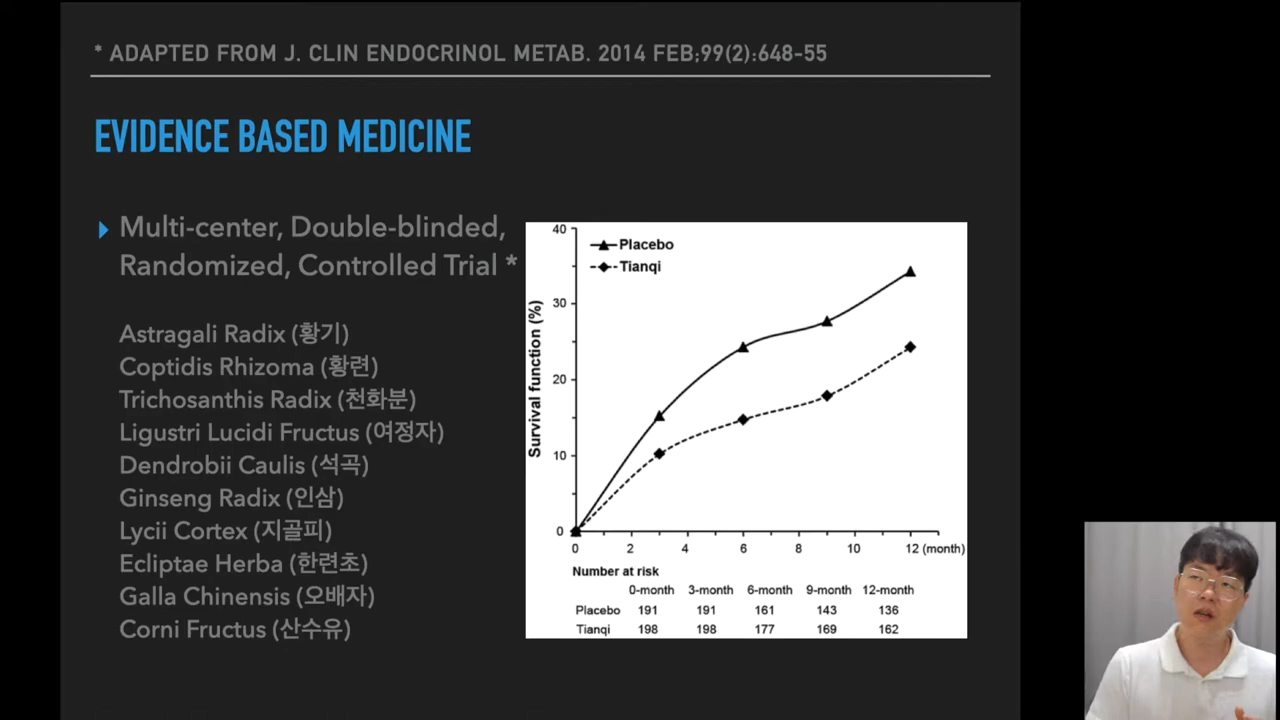 * ADAPTED FROM J. CLIN ENDOCRINOL METAB. 2014 FEB;99(2):648-55
EVIDENCE BASED MEDICINE
Multi-center, Double-blinded,
Randomized, Controlled Trial *
Astragali Radix (황기)
Coptidis Rhizoma (황련)
Trichosanthis Radix (천화분)
Ligustri Lucidi Fructus (여정자)
Dendrobii Caulis (석곡)
Ginseng Radix (인삼)
Lycii Cortex (지골피)
Ecliptae Herba (한련초)
Galla Chinensis (오배자)
Corni Fructus (산수유)
Placebo
Tianqi
Survival function (%)
40
30
20
10
0
0 2 4 6 8 10 12 (month)
Number at risk
0-month 3-month 6-month 9-month 12-month
Placebo 191 191 161 143 136
Tianqi 198 198 177 169 162